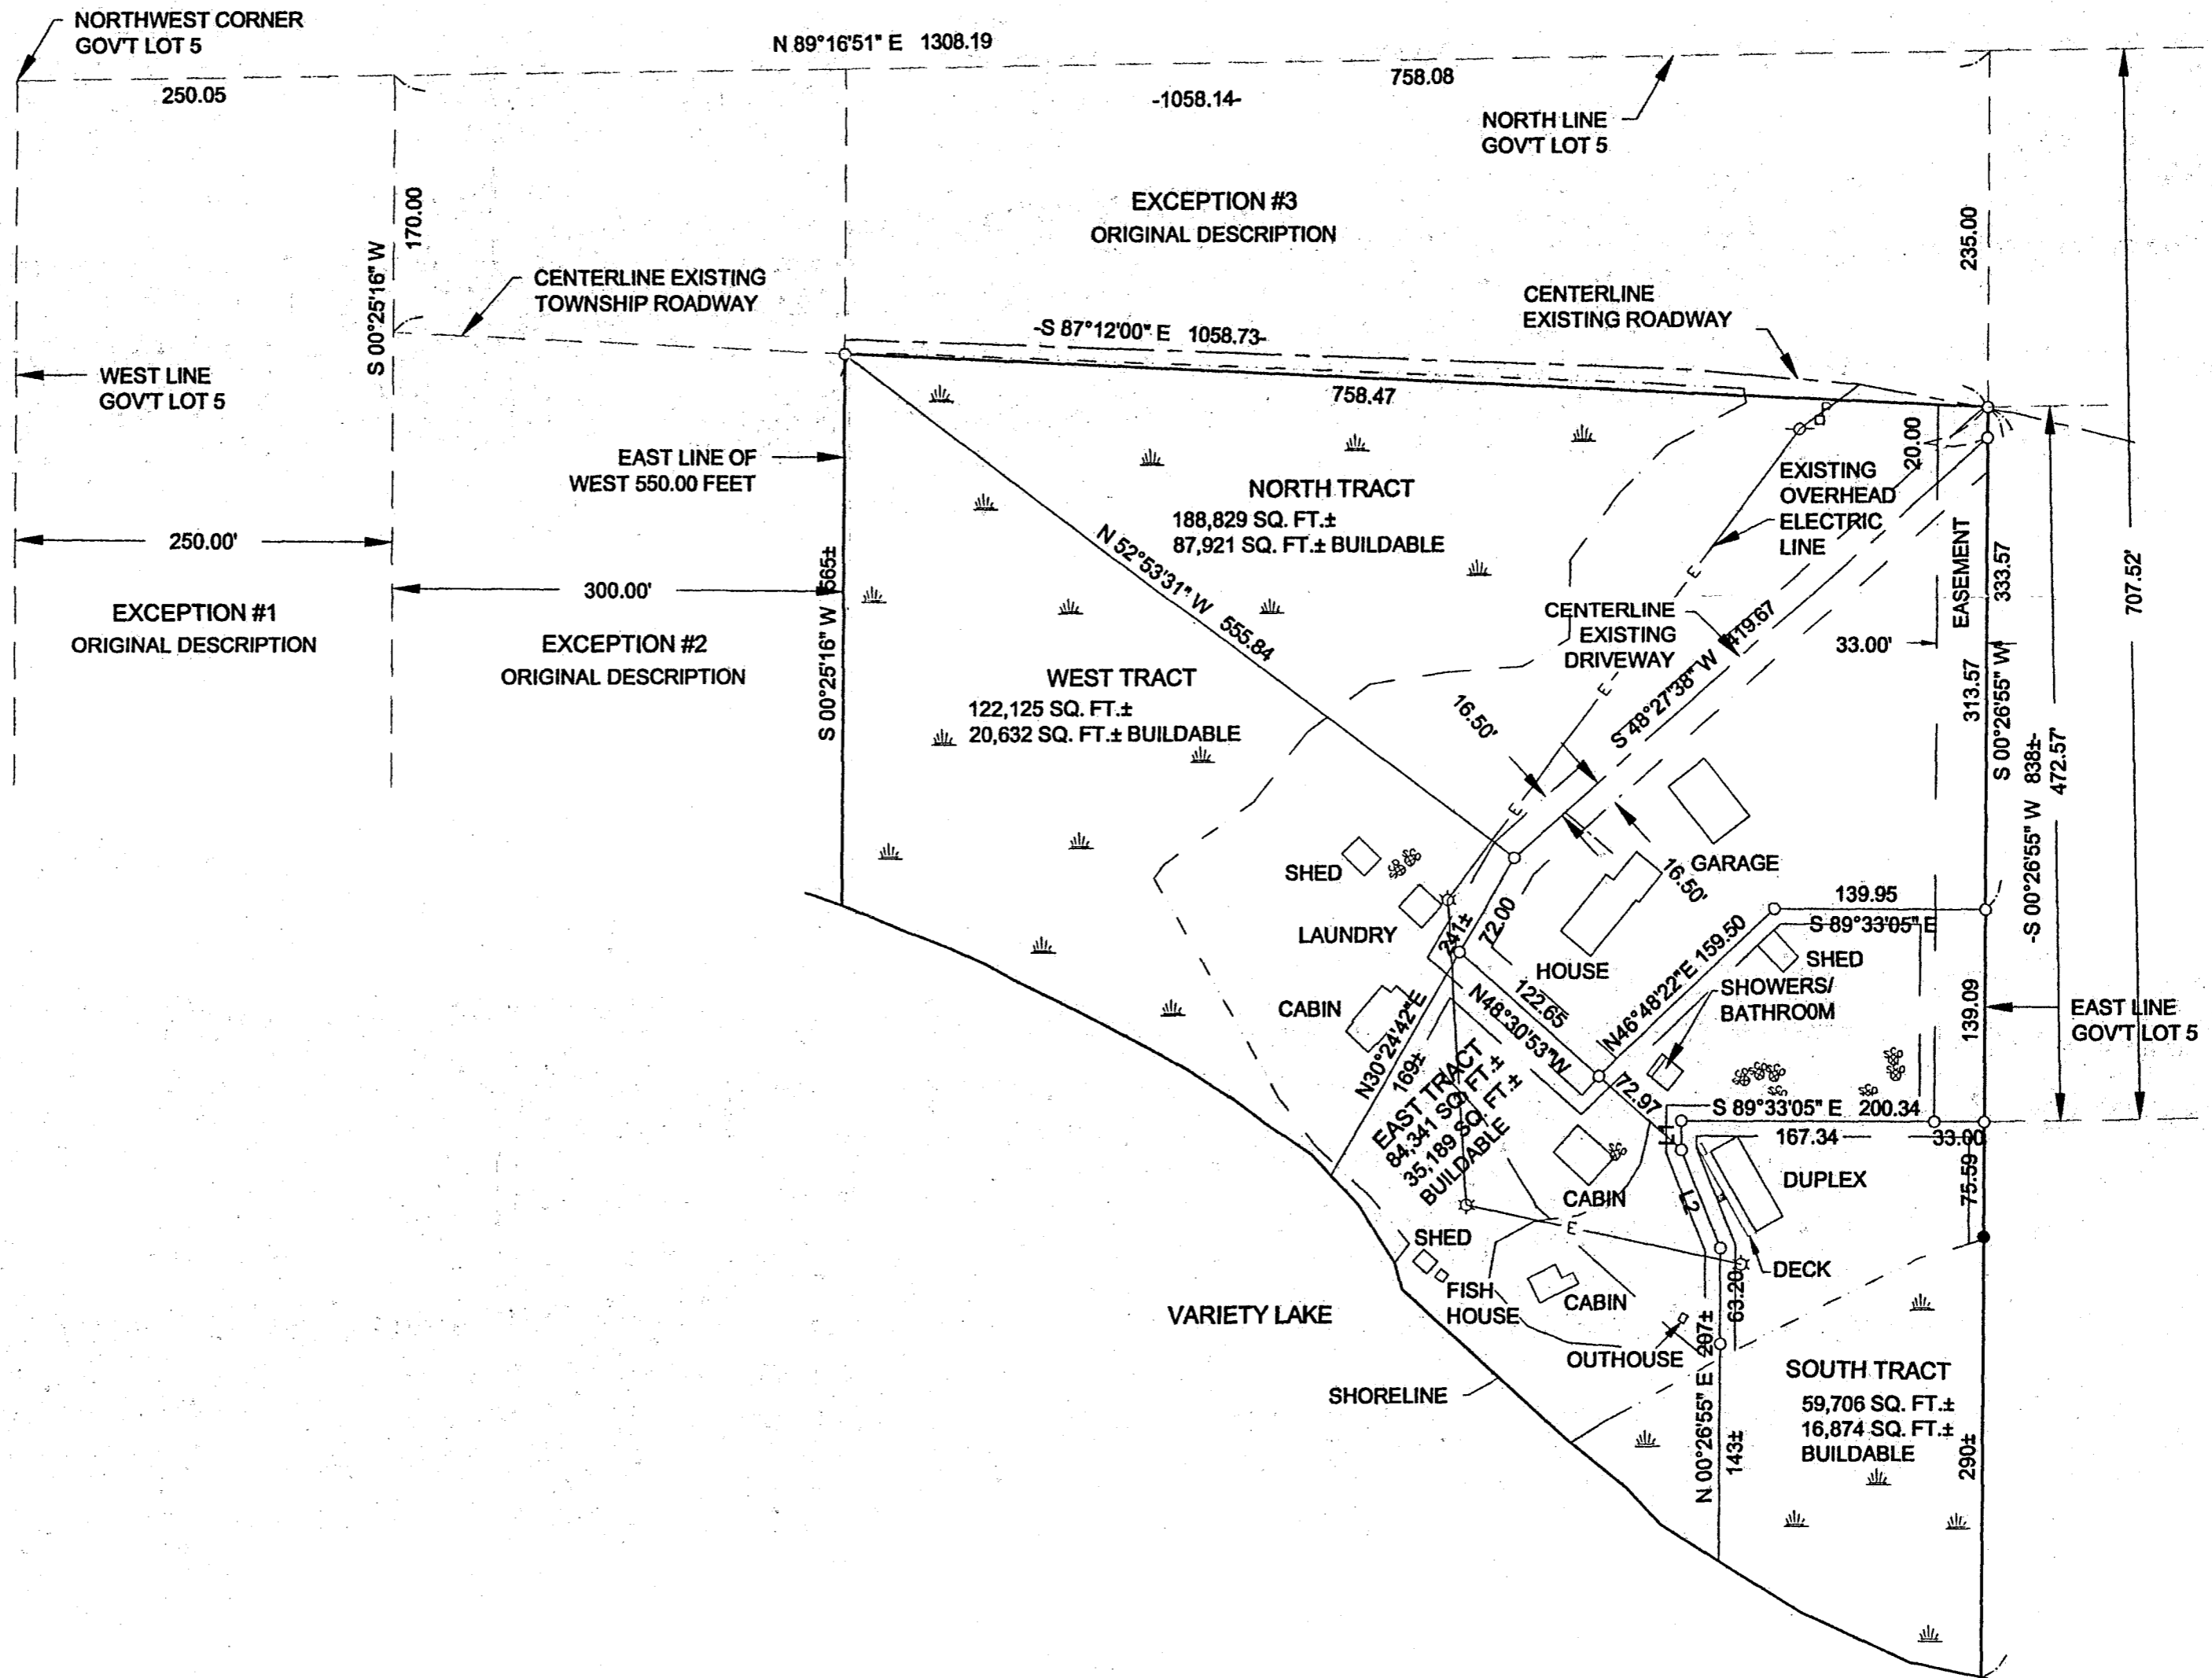 NORTHWEST CORNER
GOV'T LOT 5
N 89°16'51" E 1308.19
250.05
758.08
-1058.14-
NORTH LINE
GOV'T LOT 5
170.00
S 00°25'16" W
EXCEPTION #3
ORIGINAL DESCRIPTION
235.00
CENTERLINE EXISTING
TOWNSHIP ROADWAY
CENTERLINE
EXISTING ROADWAY
-S 87°12'00" E 1058.73-
WEST LINE
GOV'T LOT 5
758.47
P
20.00
EAST LINE OF
WEST 550.00 FEET
EXISTING
OVERHEAD
ELECTRIC
LINE
NORTH TRACT
188,829 SQ. FT.±
87,921 SQ. FT.± BUILDABLE
250.00'
300.00'
EXCEPTION #1
ORIGINAL DESCRIPTION
EXCEPTION #2
ORIGINAL DESCRIPTION
S 00°25'16" W 565±
N 52°53'31" W 555.84
EASEMENT
333.57
707.52'
E
CENTERLINE
EXISTING
DRIVEWAY
33.00'
S 48°27'38" W 419.67
WEST TRACT
122,125 SQ. FT.±
20,632 SQ. FT.± BUILDABLE
E
313.57
S 00°26'55" W
-S 00°26'55" W 838±-
472.57'
16.50'
E
SHED
GARAGE
16.50'
139.95
S 89°33'05" E
LAUNDRY
241±
72.00
HOUSE
SHED
SHOWERS/
BATHROOM
N46°48'22"E 159.50
122.65
N48°30'53"W
CABIN
N30°24'42"E
169±
139.09
EAST LINE
GOV'T LOT 5
EAST TRACT
84,341 SQ. FT.±
35,189 SQ. FT.±
BUILDABLE
72.97
S 89°33'05" E 200.34
L1
167.34
33.00
DUPLEX
75.59
CABIN
L2
E
SHED
DECK
FISH
HOUSE
CABIN
63.20
VARIETY LAKE
OUTHOUSE
N 00°26'55" E 207±
SHORELINE
SOUTH TRACT
59,706 SQ. FT.±
16,874 SQ. FT.±
BUILDABLE
143±
290±